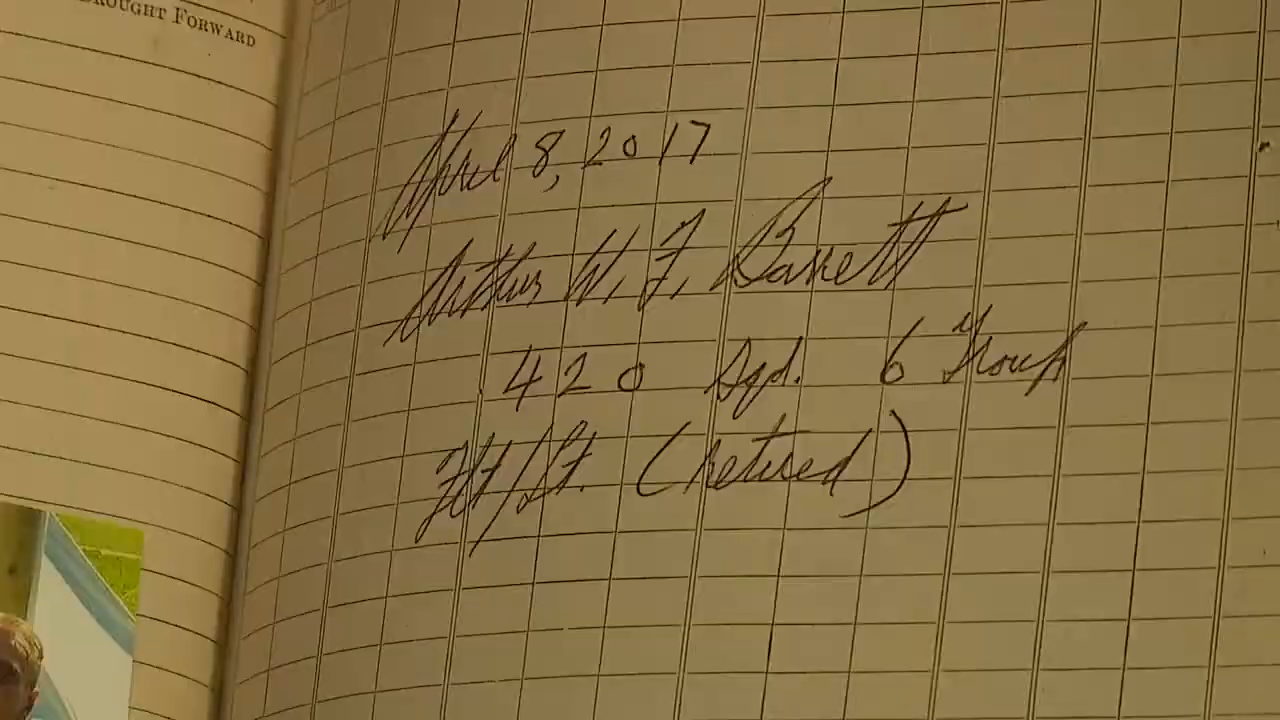 BROUGHT FORWARD
April 8, 2017
Arthur W. F. Barrett
420 Sqd. 6 Group
Flt/Lt. (retired)